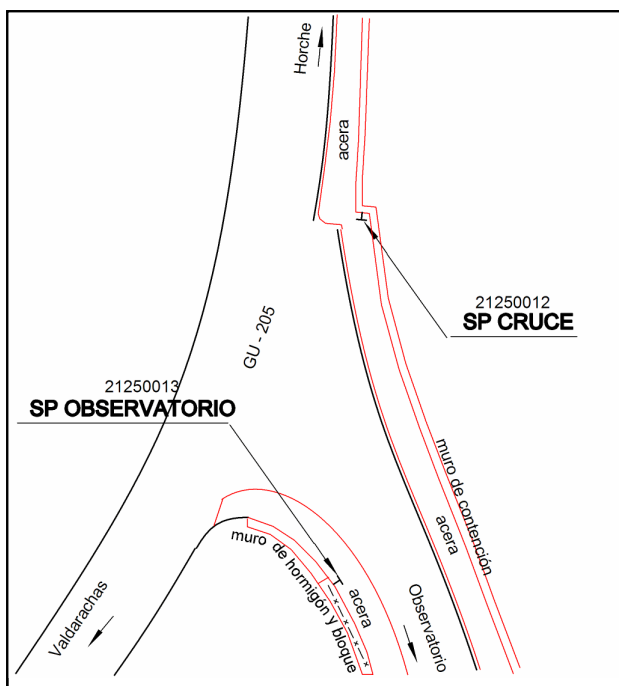 Horche
acera
21250012
SP CRUCE
GU - 205
21250013
SP OBSERVATORIO
muro de contención
acera
muro de hormigón y bloque
acera
Observatorio
Valdarachas